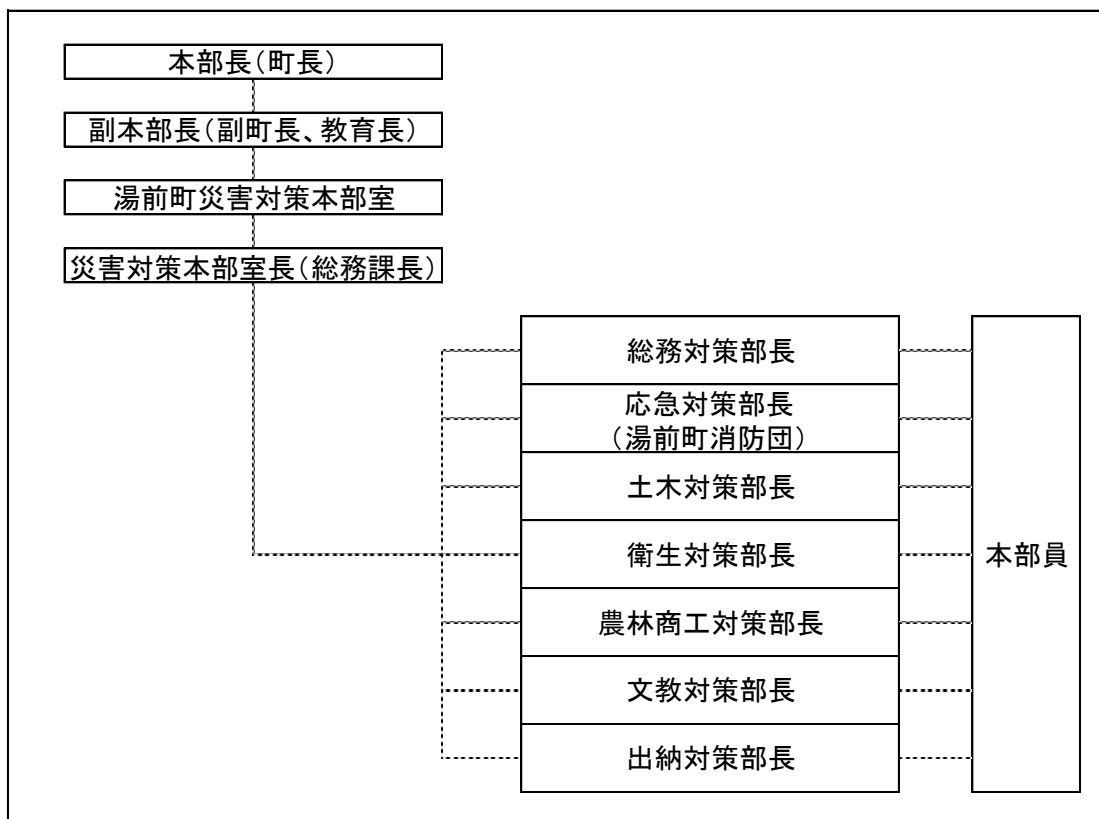 本部長（町長）
副本部長（副町長、教育長）
湯前町災害対策本部室
災害対策本部室長（総務課長）
総務対策部長
応急対策部長
（湯前町消防団）
土木対策部長
衛生対策部長
農林商工対策部長
文教対策部長
出納対策部長
本部員